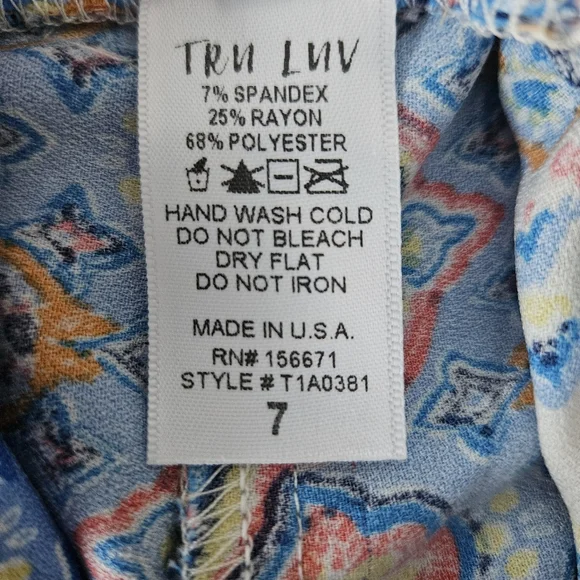 TRU LUV
7% SPANDEX
25% RAYON
68% POLYESTER
HAND WASH COLD
DO NOT BLEACH
DRY FLAT
DO NOT IRON
MADE IN U.S.A.
RN# 156671
STYLE # T1A0381
7